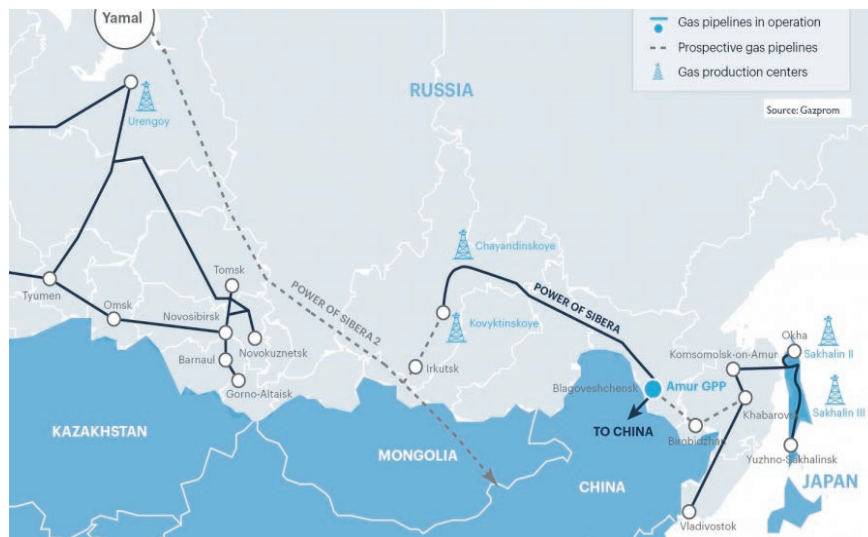 Yamal
Gas pipelines in operation
Prospective gas pipelines
Gas production centers
RUSSIA
Source: Gazprom
Urengoy
Chayandinskoye
Tomsk
Tyumen
POWER OF SIBERA 2
POWER OF SIBERA
Omsk
Novosibirsk
Kovyktinskoye
Okha
Novokuznetsk
Komsomolsk-on-Amur
Sakhalin II
Barnaul
Irkutsk
Blagoveshchensk
Amur GPP
Gorno-Altaisk
Khabarovsk
Sakhalin III
KAZAKHSTAN
TO CHINA
Birobidzhan
MONGOLIA
Yuzhno-Sakhalinsk
CHINA
JAPAN
Vladivostok